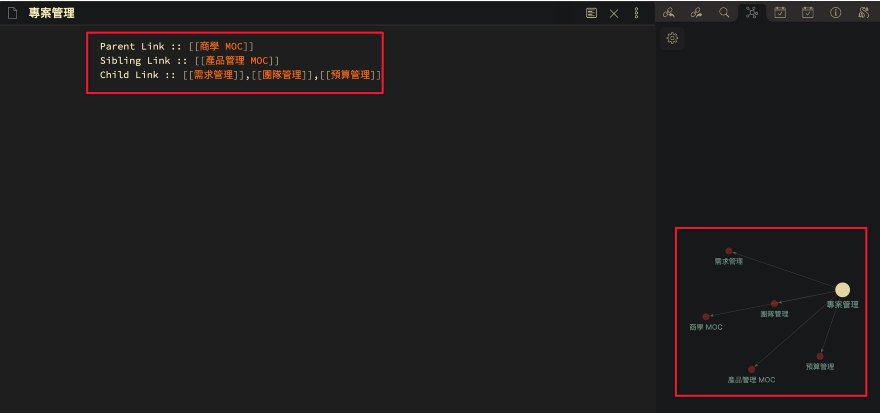 專案管理
Parent Link :: [[商學 MOC]]
Sibling Link :: [[產品管理 MOC]]
Child Link :: [[需求管理]],[[團隊管理]],[[預算管理]]
需求管理
專案管理
團隊管理
商學 MOC
預算管理
產品管理 MOC